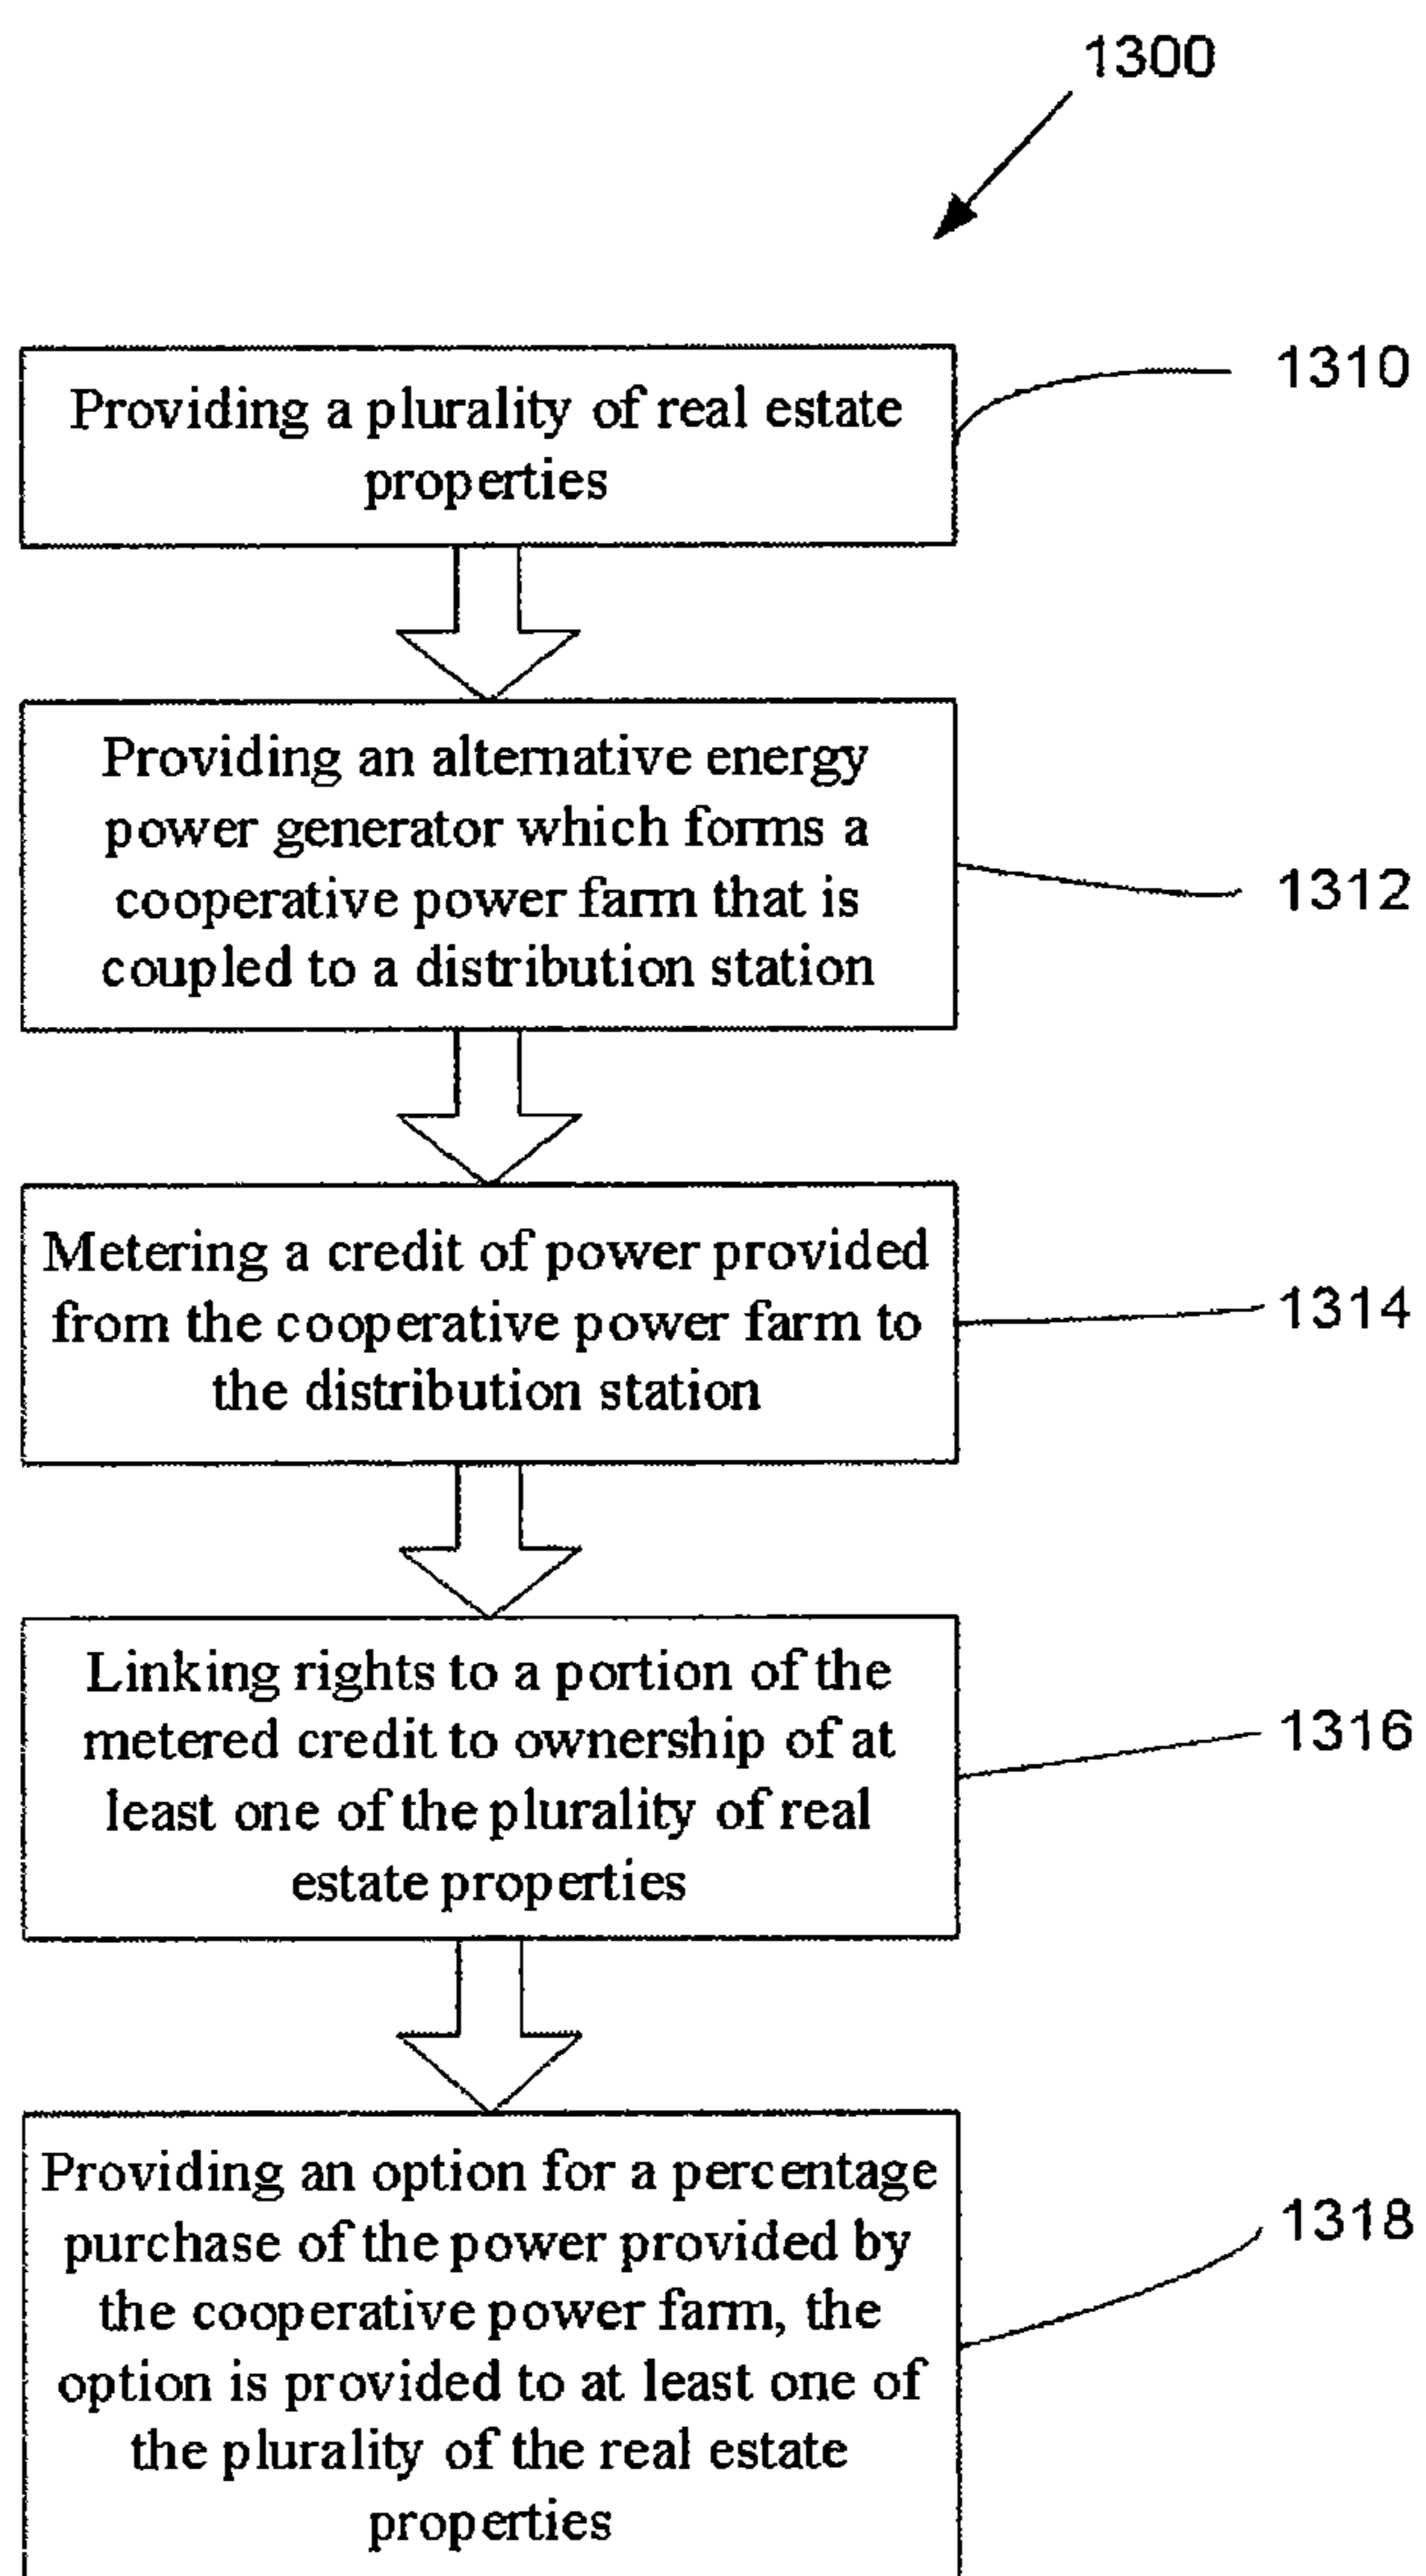 1300
Providing a plurality of real estate
properties
1310
Providing an alternative energy
power generator which forms a
cooperative power farm that is
coupled to a distribution station
1312
Metering a credit of power provided
from the cooperative power farm to
the distribution station
1314
Linking rights to a portion of the
metered credit to ownership of at
least one of the plurality of real
estate properties
1316
Providing an option for a percentage
purchase of the power provided by
the cooperative power farm, the
option is provided to at least one of
the plurality of the real estate
properties
1318